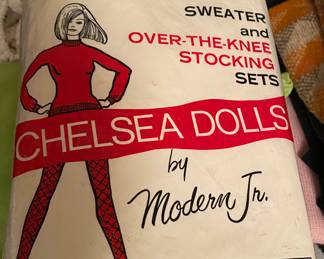 SWEATER
and
OVER-THE-KNEE
STOCKING
SETS
CHELSEA DOLLS
by
Modern Jr.